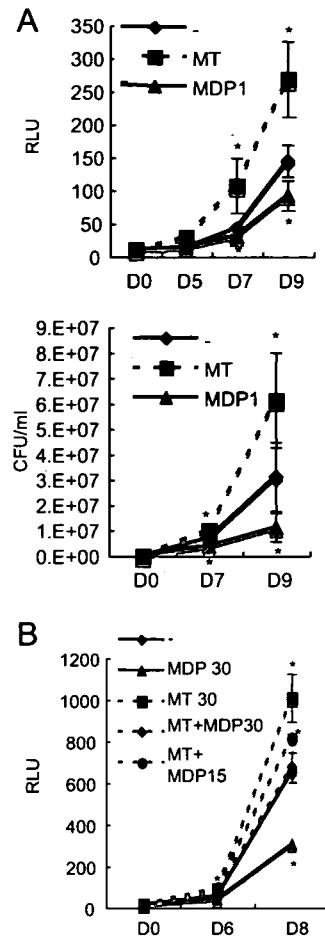 A
350
300
250
200
150
100
50
0
RLU
-
MT
MDP1
*
*
*
*
D0 D5 D7 D9
9.E+07
8.E+07
7.E+07
6.E+07
5.E+07
4.E+07
3.E+07
2.E+07
1.E+07
0.E+00
CFU/ml
-
MT
MDP1
*
*
*
*
D0 D7 D9
B
1200
1000
800
600
400
200
0
RLU
-
MDP 30
MT 30
MT+MDP30
MT+
MDP15
*
*
*
*
D0 D6 D8